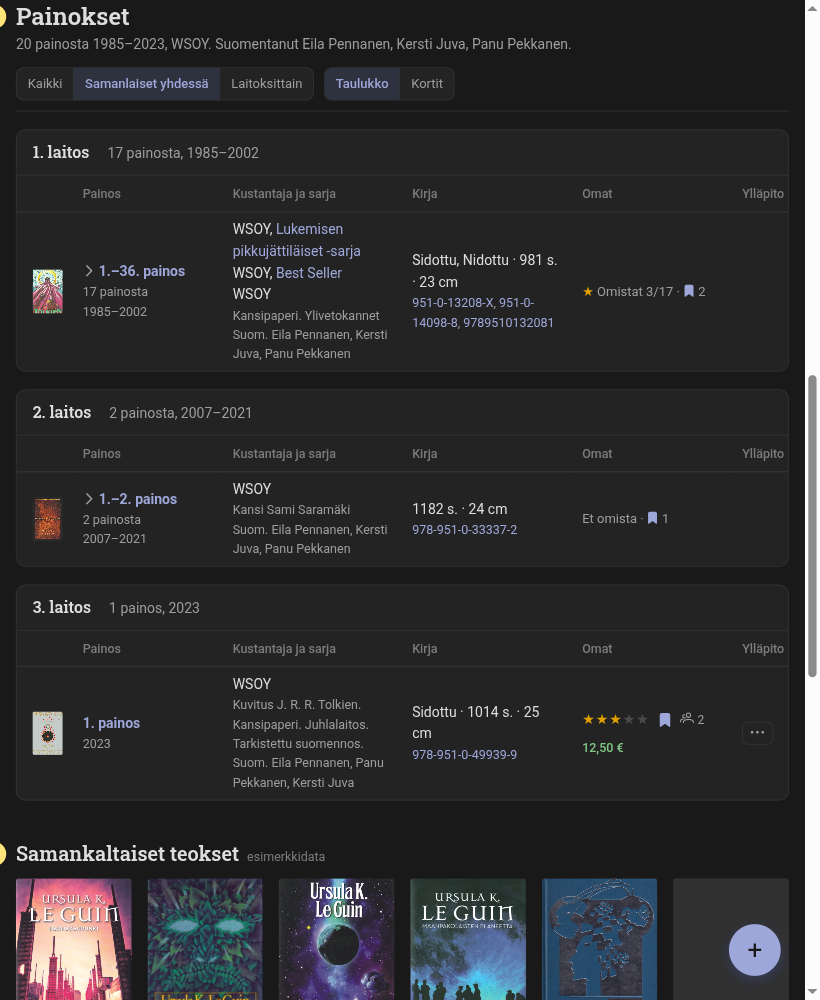 Painokset
20 painosta 1985–2023, WSOY. Suomentanut Eila Pennanen, Kersti Juva, Panu Pekkanen.
Kaikki Samanlaiset yhdessä Laitoksittain Taulukko Kortit
1. laitos 17 painosta, 1985–2002
Painos Kustantaja ja sarja Kirja Omat Ylläpito
1.–36. painos
17 painosta
1985–2002
WSOY, Lukemisen
pikkujättiläiset -sarja
WSOY, Best Seller
WSOY
Kansipaperi. Ylivetokannet
Suom. Eila Pennanen, Kersti
Juva, Panu Pekkanen
Sidottu, Nidottu · 981 s.
· 23 cm
951-0-13208-X, 951-0-
14098-8, 9789510132081
★ Omistat 3/17 · 2
2. laitos 2 painosta, 2007–2021
Painos Kustantaja ja sarja Kirja Omat Ylläpito
1.–2. painos
2 painosta
2007–2021
WSOY
Kansi Sami Saramäki
Suom. Eila Pennanen, Kersti
Juva, Panu Pekkanen
1182 s. · 24 cm
978-951-0-33337-2
Et omista · 1
3. laitos 1 painos, 2023
Painos Kustantaja ja sarja Kirja Omat Ylläpito
1. painos
2023
WSOY
Kuvitus J. R. R. Tolkien.
Kansipaperi. Juhlalaitos.
Tarkistettu suomennos.
Suom. Eila Pennanen, Panu
Pekkanen, Kersti Juva
Sidottu · 1014 s. · 25
cm
978-951-0-49939-9
★★★★★ 2
12,50 €
Samankaltaiset teokset esimerkkidata
URSULA K.
LE GUIN
Ursula K.
Le Guin
URSULA K.
LE GUIN
MAANPAKOLAISTEN PLANEETTA
Ursula K. Le Guin